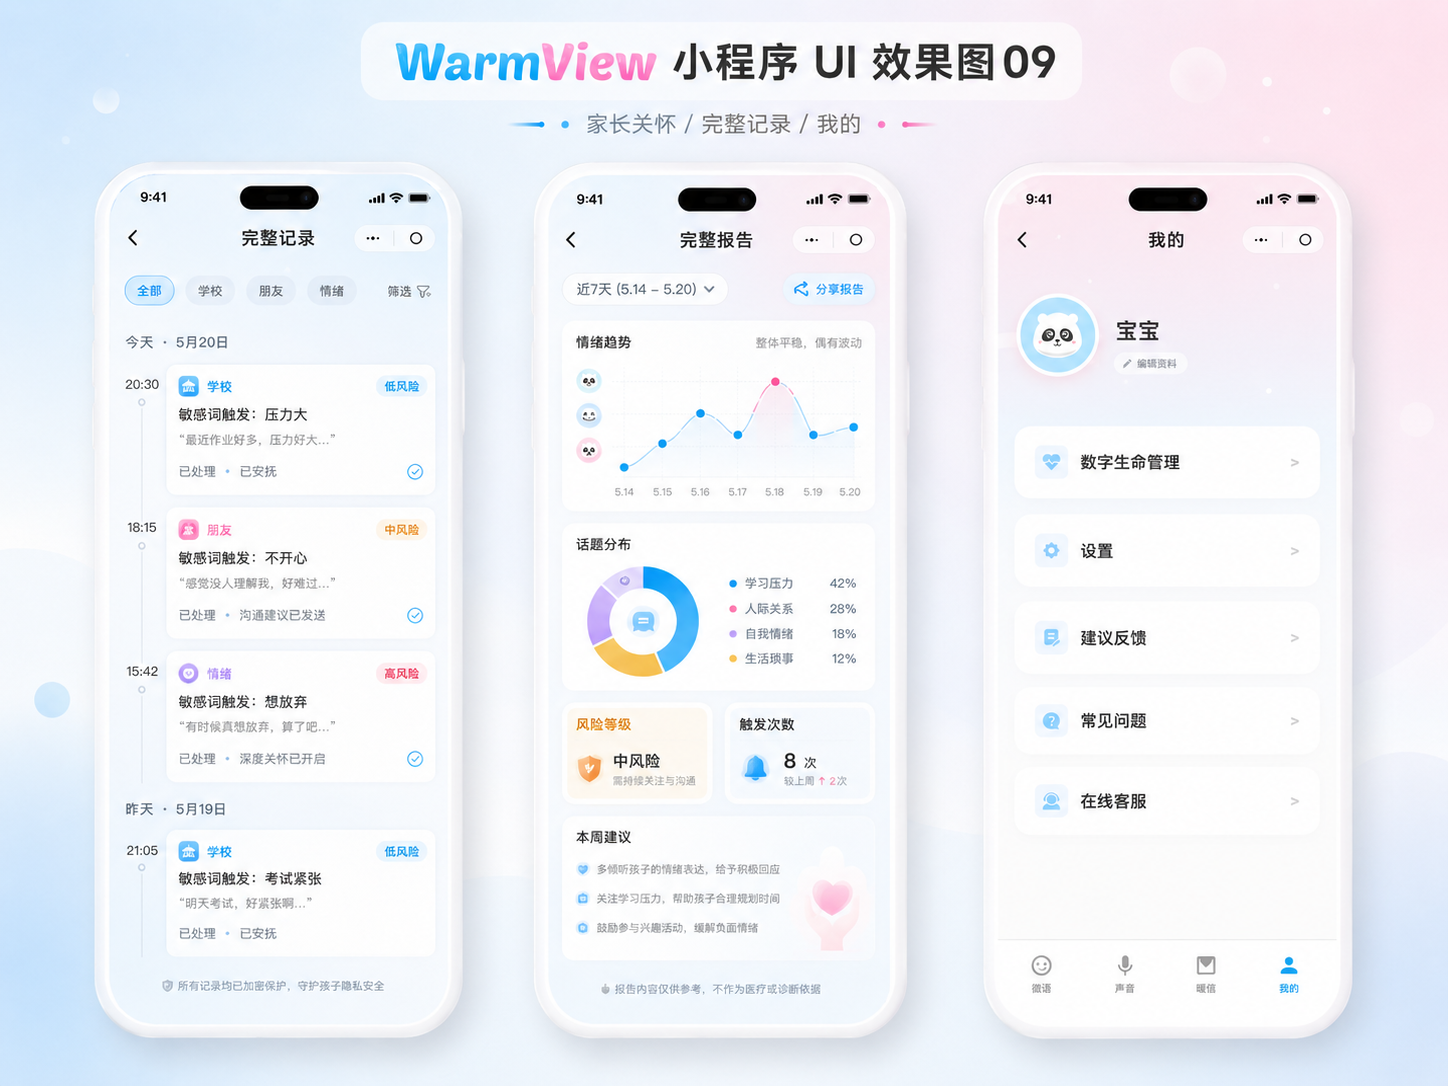 WarmView 小程序 UI 效果图 09
家长关怀 / 完整记录 / 我的
9:41
完整记录
全部 学校 朋友 情绪 筛选
今天 · 5月20日
20:30
学校 低风险
敏感词触发：压力大
“最近作业好多，压力好大...”
已处理 • 已安抚
18:15
朋友 中风险
敏感词触发：不开心
“感觉没人理解我，好难过...”
已处理 • 沟通建议已发送
15:42
情绪 高风险
敏感词触发：想放弃
“有时候真想放弃，算了吧...”
已处理 • 深度关怀已开启
昨天 · 5月19日
21:05
学校 低风险
敏感词触发：考试紧张
“明天考试，好紧张啊...”
已处理 • 已安抚
所有记录均已加密保护，守护孩子隐私安全
9:41
完整报告
近7天 (5.14 – 5.20) 分享报告
情绪趋势 整体平稳，偶有波动
5.14 5.15 5.16 5.17 5.18 5.19 5.20
话题分布
学习压力 42%
人际关系 28%
自我情绪 18%
生活琐事 12%
风险等级
中风险
需持续关注与沟通
触发次数
8 次
较上周 ↑ 2次
本周建议
多倾听孩子的情绪表达，给予积极回应
关注学习压力，帮助孩子合理规划时间
鼓励参与兴趣活动，缓解负面情绪
报告内容仅供参考，不作为医疗或诊断依据
9:41
我的
宝宝
编辑资料
数字生命管理 >
设置 >
建议反馈 >
常见问题 >
在线客服 >
微语 声音 暖信 我的